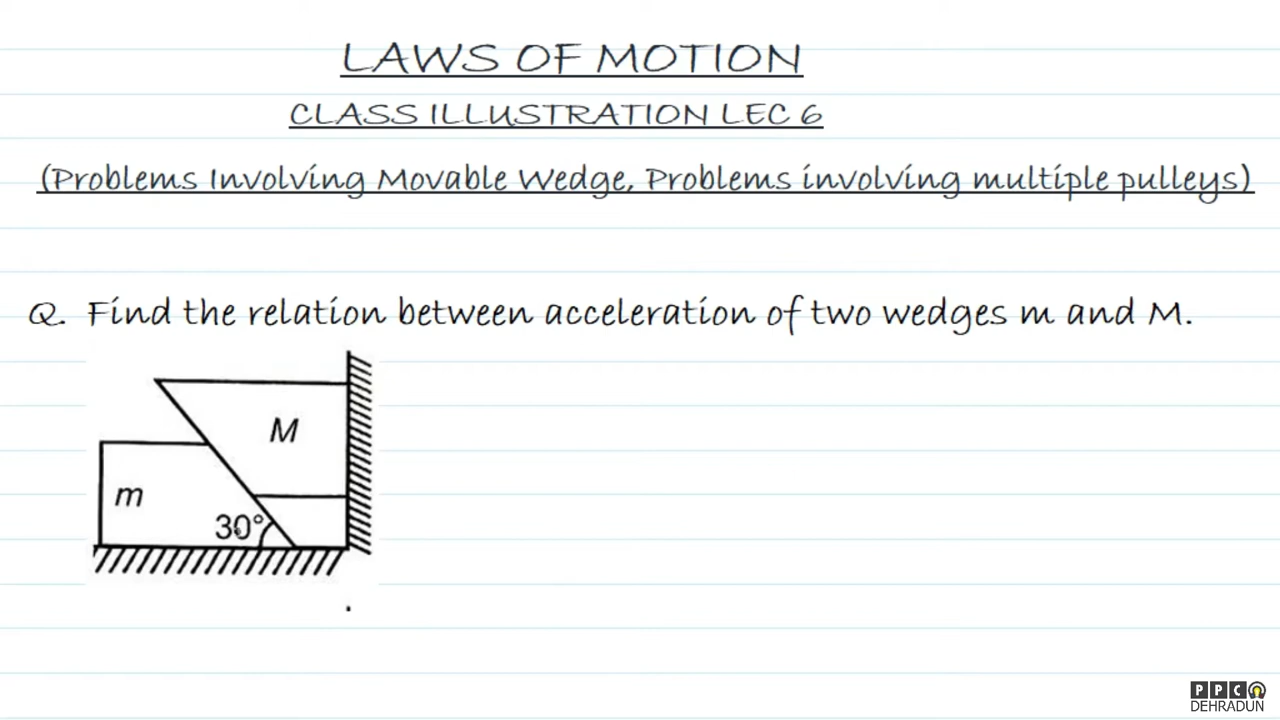 LAWS OF MOTION
CLASS ILLUSTRATION LEC 6
(Problems Involving Movable Wedge, Problems involving multiple pulleys)
Q. Find the relation between acceleration of two wedges m and M.
M
m
30°
PPC
DEHRADUN